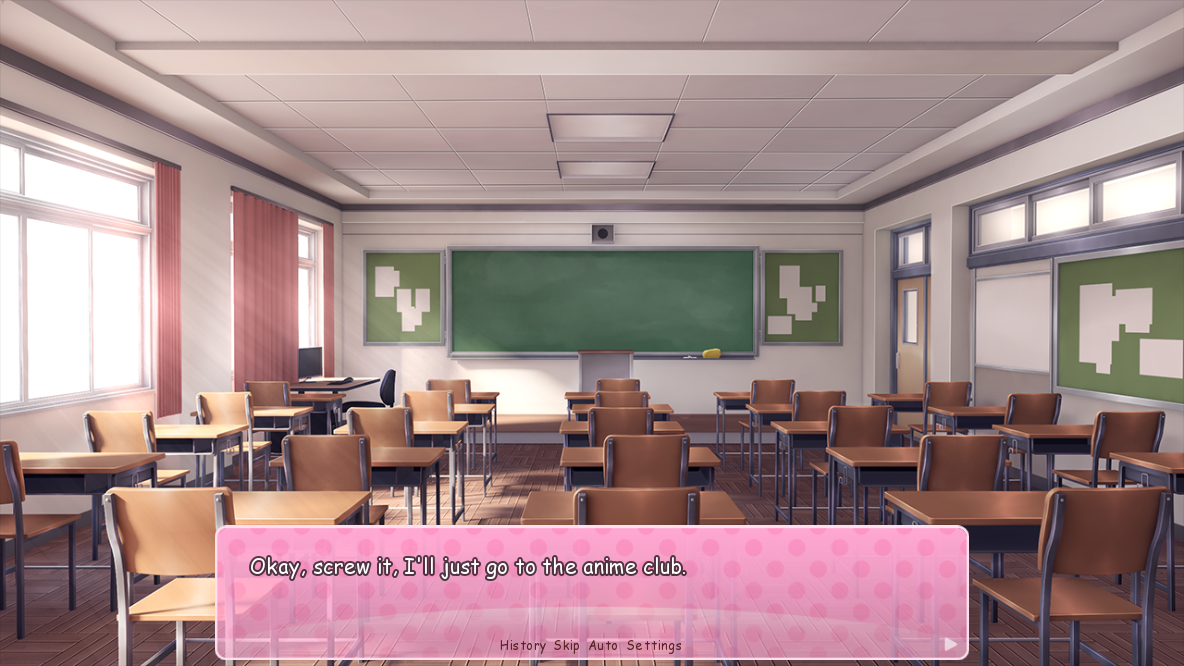 Okay, screw it, I'll just go to the anime club.
History Skip Auto Settings